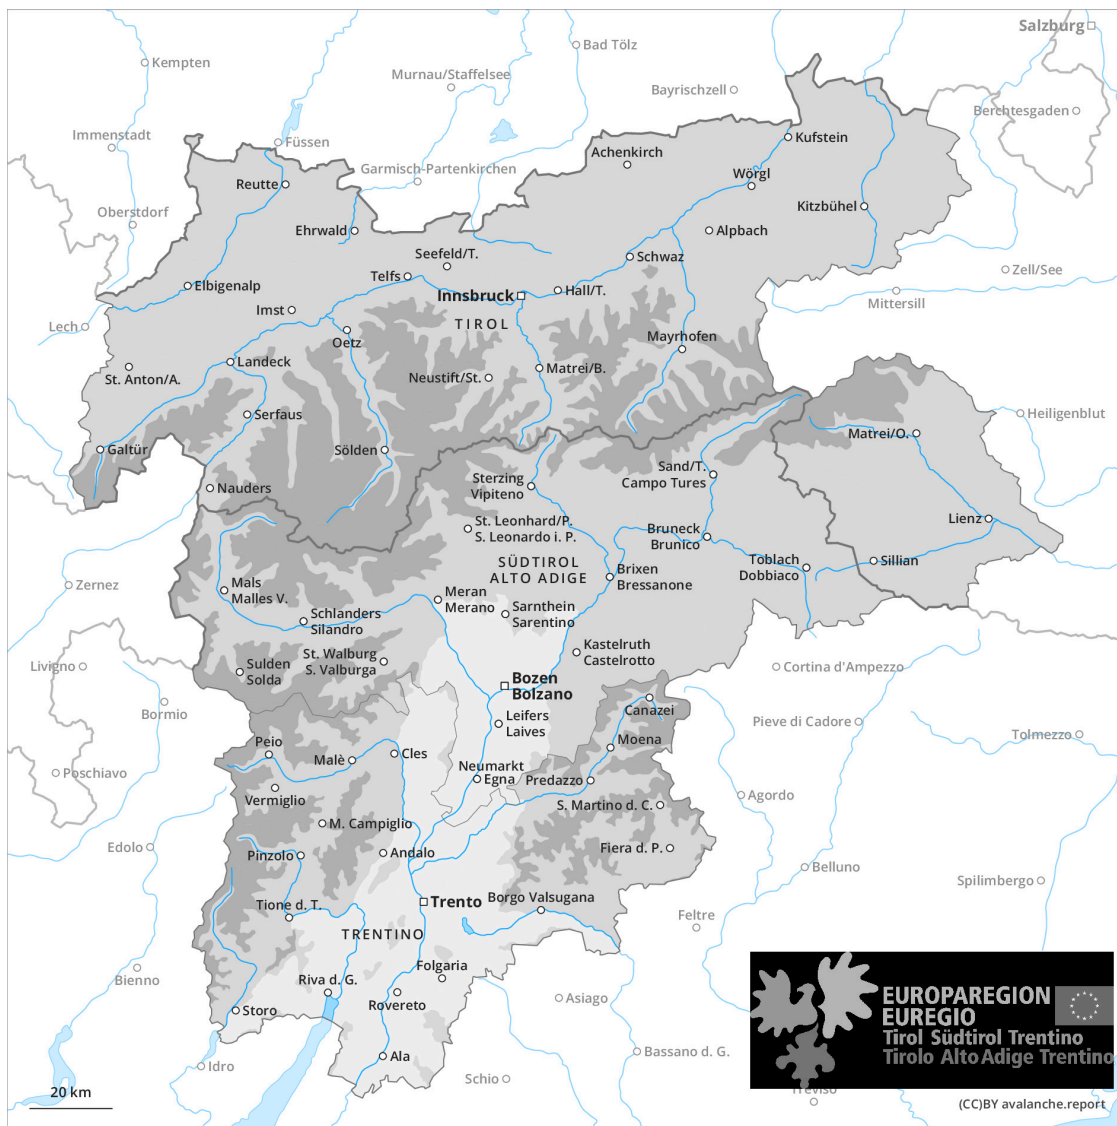 Salzburg
Bad Tölz
Kempten
Murnau/Staffelsee
Bayrischzell
Berchtesgaden
Immenstadt
Kufstein
Füssen
Achenkirch
Garmisch-Partenkirchen
Wörgl
Reutte
Kitzbühel
Oberstdorf
Ehrwald
Alpbach
Seefeld/T.
Schwaz
Zell/See
Telfs
Elbigenalp
Hall/T.
Innsbruck
Mittersill
Imst
TIROL
Lech
Oetz
Mayrhofen
Landeck
St. Anton/A.
Matrei/B.
Neustift/St.
Serfaus
Heiligenblut
Matrei/O.
Galtür
Sölden
Sand/T.
Campo Tures
Sterzing
Vipiteno
Nauders
Lienz
St. Leonhard/P.
S. Leonardo i. P.
Bruneck
Brunico
SÜDTIROL
ALTO ADIGE
Toblach
Dobbiaco
Sillian
Brixen
Bressanone
Zernez
Mals
Malles V.
Meran
Merano
Sarnthein
Sarentino
Schlanders
Silandro
Kastelruth
Castelrotto
St. Walburg
S. Valburga
Livigno
Sulden
Solda
Cortina d'Ampezzo
Bozen
Bolzano
Bormio
Canazei
Leifers
Laives
Pieve di Cadore
Tolmezzo
Peio
Malè
Cles
Moena
Poschiavo
Neumarkt
Egna
Predazzo
Vermiglio
Agordo
S. Martino d. C.
M. Campiglio
Edolo
Pinzolo
Andalo
Fiera d. P.
Belluno
Spilimbergo
Tione d. T.
Trento
Borgo Valsugana
Feltre
TRENTINO
Bienno
Folgaria
Riva d. G.
Rovereto
Asiago
Storo
EUROPAREGION
EUREGIO
Tirol Südtirol Trentino
Tirolo Alto Adige Trentino
Ala
Idro
Bassano d. G.
Schio
Treviso
20 km
(CC)BY avalanche.report